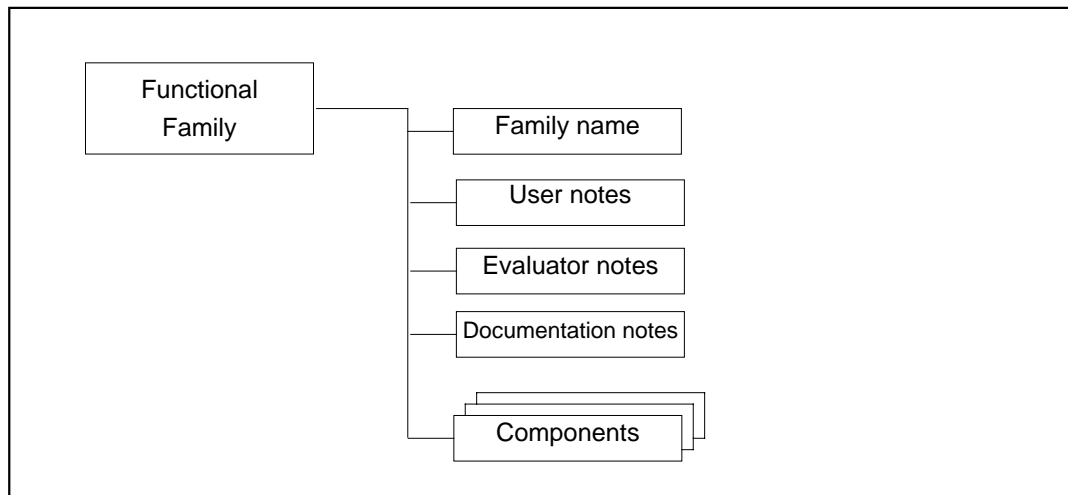 Functional
Family
Family name
User notes
Evaluator notes
Documentation notes
Components